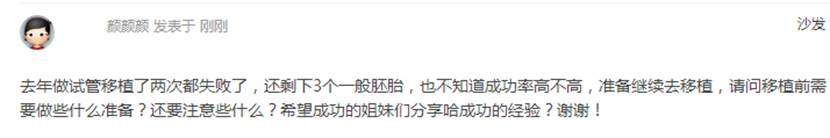 颜颜颜 发表于 刚刚 沙发
去年做试管移植了两次都失败了，还剩下3个一般胚胎，也不知道成功率高不高，准备继续去移植，请问移植前需
要做些什么准备？还要注意些什么？希望成功的姐妹们分享哈成功的经验？谢谢！